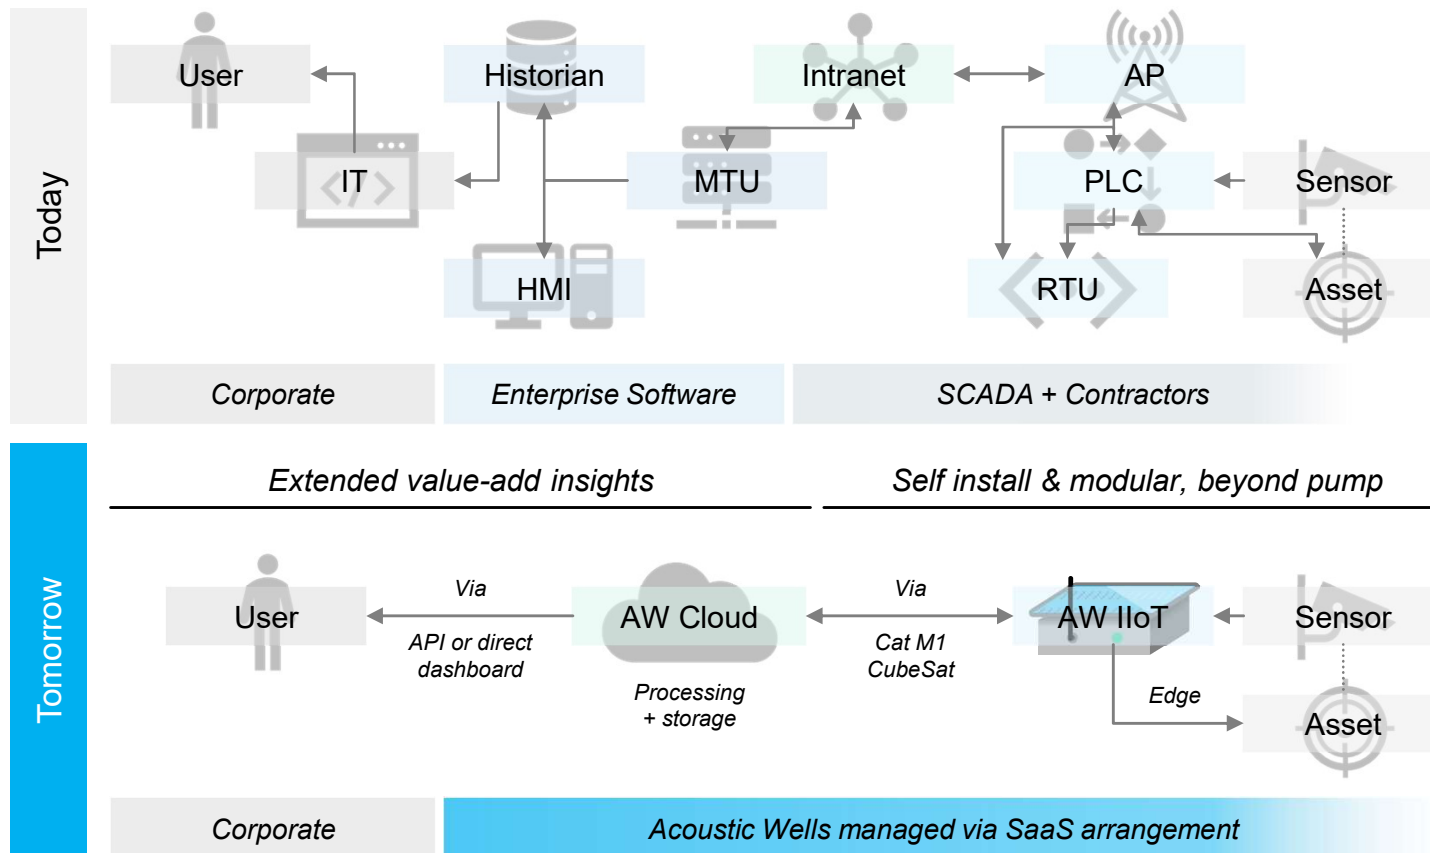 Today
User
Historian
Intranet
AP
IT
MTU
PLC
Sensor
HMI
RTU
Asset
Corporate
Enterprise Software
SCADA + Contractors
Tomorrow
Extended value-add insights
Self install & modular, beyond pump
User
Via
API or direct
dashboard
AW Cloud
Processing
+ storage
Via
Cat M1
CubeSat
AW IIoT
Sensor
Edge
Asset
Corporate
Acoustic Wells managed via SaaS arrangement